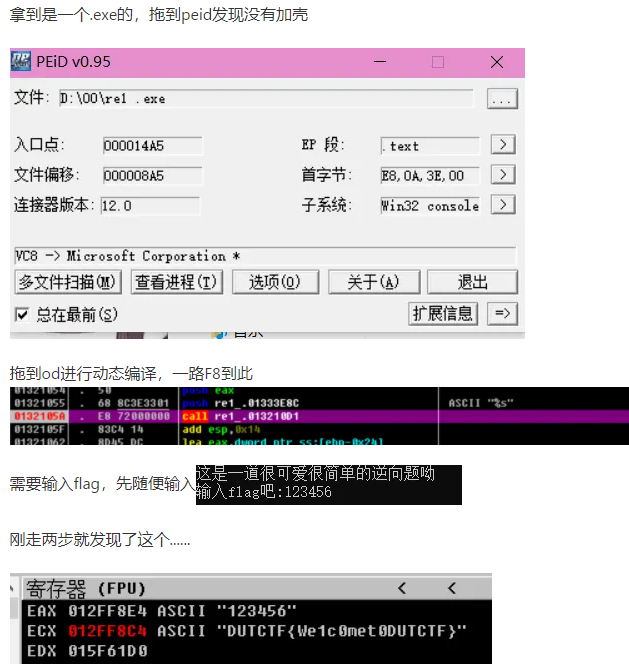 拿到是一个.exe的，拖到peid发现没有加壳
PEiD v0.95
文件: D:\00\re1 .exe ...
入口点: 000014A5 EP 段: .text >
文件偏移: 000008A5 首字节: E8,0A,3E,00 >
连接器版本: 12.0 子系统: Win32 console >
VC8 -> Microsoft Corporation *
多文件扫描(M) 查看进程(T) 选项(O) 关于(A) 退出
总在最前(S) 扩展信息 =>
拖到od进行动态编译，一路F8到此
01321054 . 50 push eax
01321055 . 68 8C3E3301 push re1_.01333E8C ASCII "%s"
0132105A . E8 72000000 call re1_.013210D1
0132105F . 83C4 14 add esp,0x14
01321062 . 8D45 DC lea eax,dword ptr ss:[ebp-0x24]
需要输入flag，先随便输入
这是一道很可爱很简单的逆向题呦
输入flag吧:123456
刚走两步就发现了这个......
寄存器 (FPU) < <
EAX 012FF8E4 ASCII "123456"
ECX 012FF8C4 ASCII "DUTCTF{We1c0met0DUTCTF}"
EDX 015F61D0